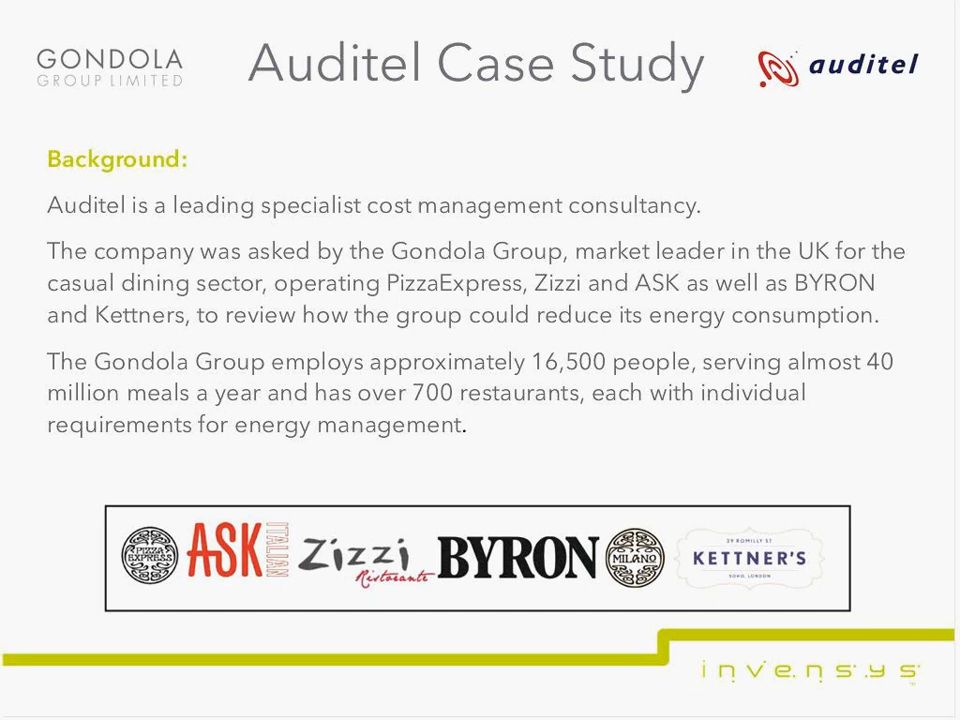 GONDOLA
GROUP LIMITED
Auditel Case Study
auditel
Background:
Auditel is a leading specialist cost management consultancy.
The company was asked by the Gondola Group, market leader in the UK for the
casual dining sector, operating PizzaExpress, Zizzi and ASK as well as BYRON
and Kettners, to review how the group could reduce its energy consumption.
The Gondola Group employs approximately 16,500 people, serving almost 40
million meals a year and has over 700 restaurants, each with individual
requirements for energy management.
PIZZA
EXPRESS
ASK
ITALIAN
Zizzi
Ristorante
BYRON
MILANO
29 ROMILLY ST
KETTNER'S
SOHO, LONDON
invensys
™